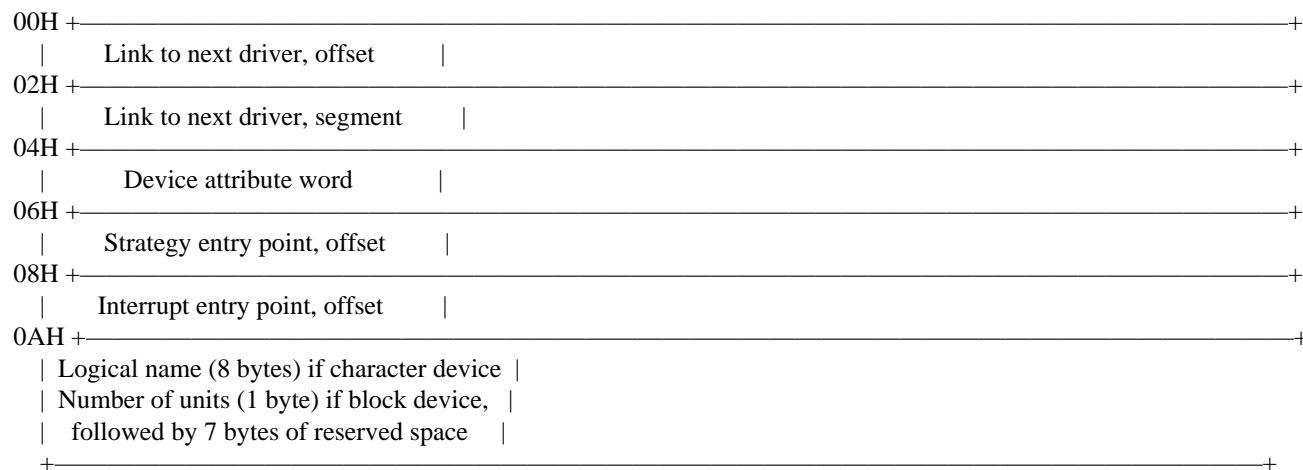 00H +—————————————————————————————————————————————+
| Link to next driver, offset |
02H +—————————————————————————————————————————————+
| Link to next driver, segment |
04H +—————————————————————————————————————————————+
| Device attribute word |
06H +—————————————————————————————————————————————+
| Strategy entry point, offset |
08H +—————————————————————————————————————————————+
| Interrupt entry point, offset |
0AH +—————————————————————————————————————————————+
| Logical name (8 bytes) if character device |
| Number of units (1 byte) if block device, |
| followed by 7 bytes of reserved space |
+—————————————————————————————————————————————+